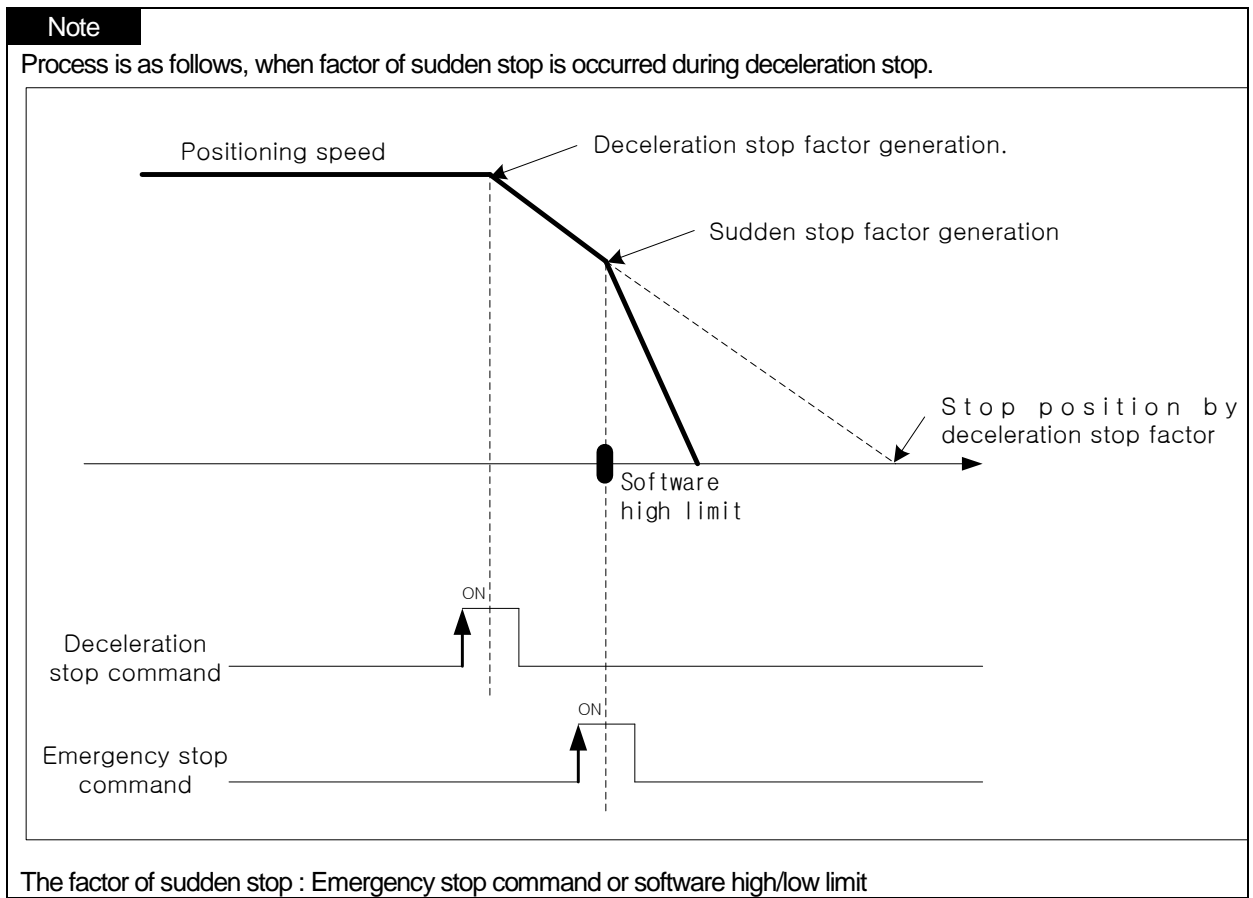 Note
Process is as follows, when factor of sudden stop is occurred during deceleration stop.
Positioning speed
Deceleration stop factor generation.
Sudden stop factor generation
Stop position by
deceleration stop factor
Software
high limit
ON
Deceleration
stop command
ON
Emergency stop
command
The factor of sudden stop : Emergency stop command or software high/low limit